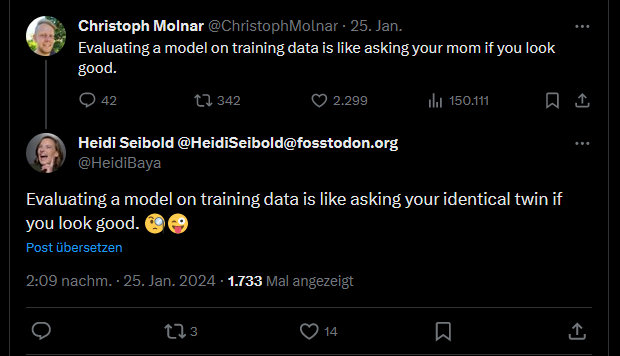 Christoph Molnar @ChristophMolnar · 25. Jan.
Evaluating a model on training data is like asking your mom if you look
good.
42 342 2.299 150.111
Heidi Seibold @HeidiSeibold@fosstodon.org
@HeidiBaya
Evaluating a model on training data is like asking your identical twin if
you look good. 🧐😜
Post übersetzen
2:09 nachm. · 25. Jan. 2024 · 1.733 Mal angezeigt
3 14